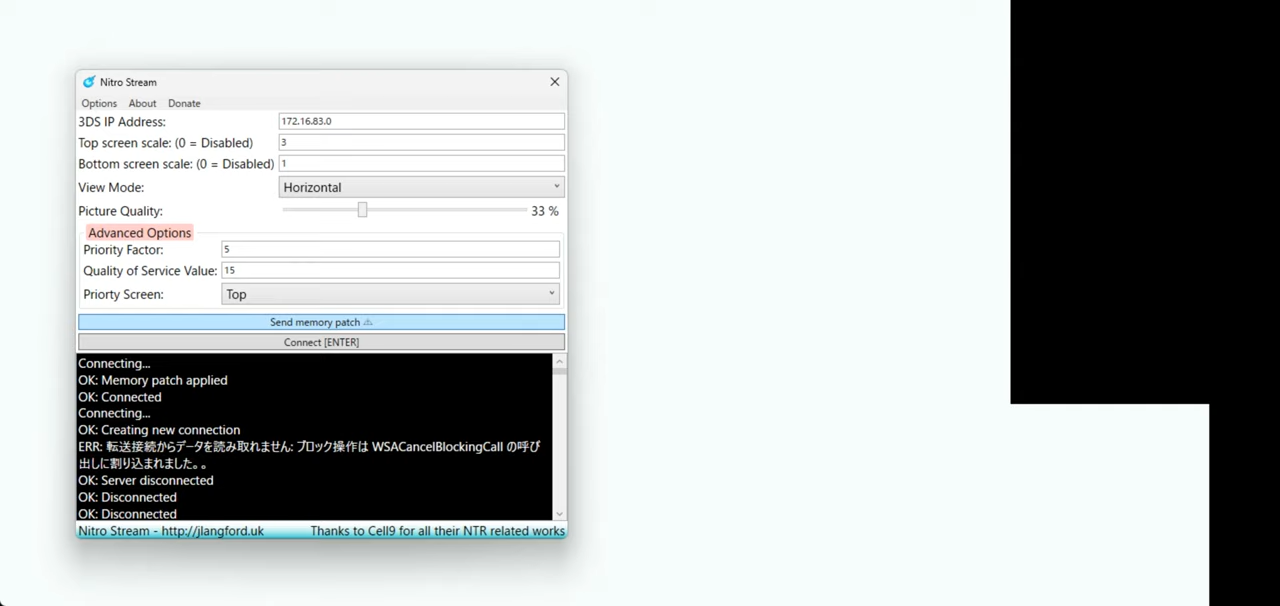 Nitro Stream
Options About Donate
3DS IP Address: 172.16.83.0
Top screen scale: (0 = Disabled) 3
Bottom screen scale: (0 = Disabled) 1
View Mode: Horizontal
Picture Quality: 33 %
Advanced Options
Priority Factor: 5
Quality of Service Value: 15
Priorty Screen: Top
Send memory patch ⚠
Connect [ENTER]
Connecting...
OK: Memory patch applied
OK: Connected
Connecting...
OK: Creating new connection
ERR: 転送接続からデータを読み取れません: ブロック操作は WSACancelBlockingCall の呼び
出しに割り込まれました。。
OK: Server disconnected
OK: Disconnected
OK: Disconnected
Nitro Stream - http://jlangford.uk Thanks to Cell9 for all their NTR related works